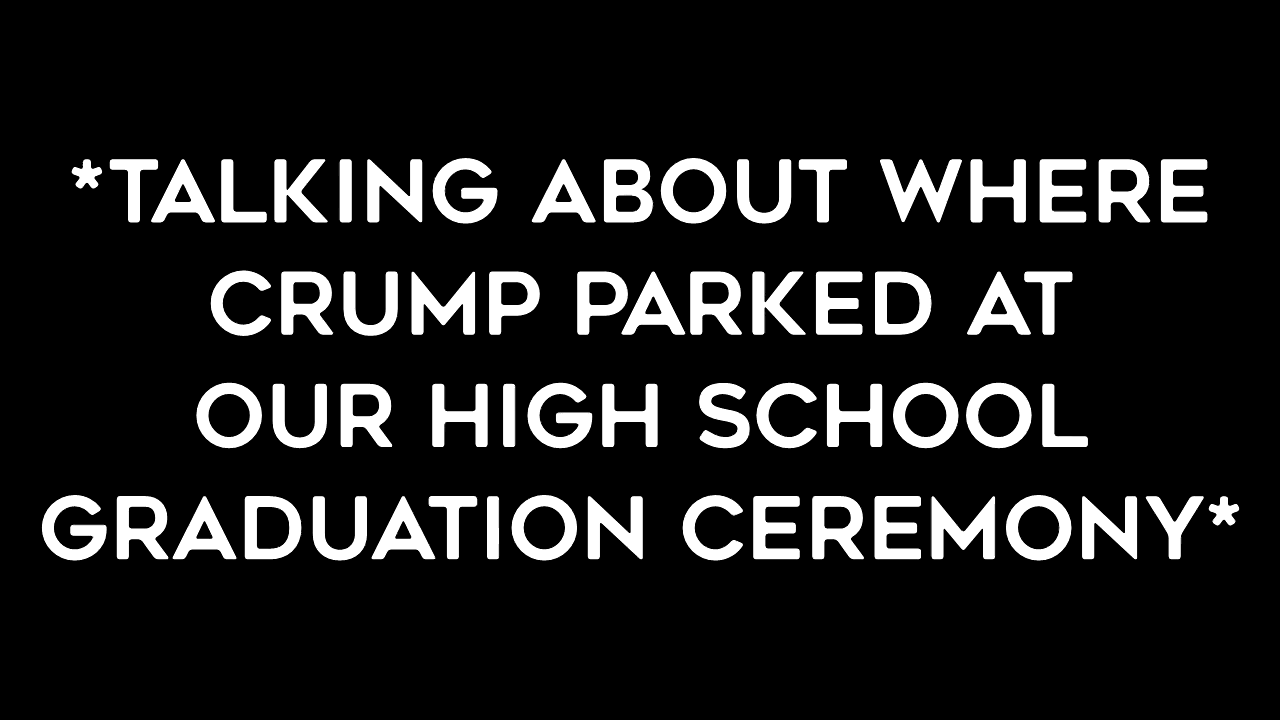 *TALKING ABOUT WHERE
CRUMP PARKED AT
OUR HIGH SCHOOL
GRADUATION CEREMONY*